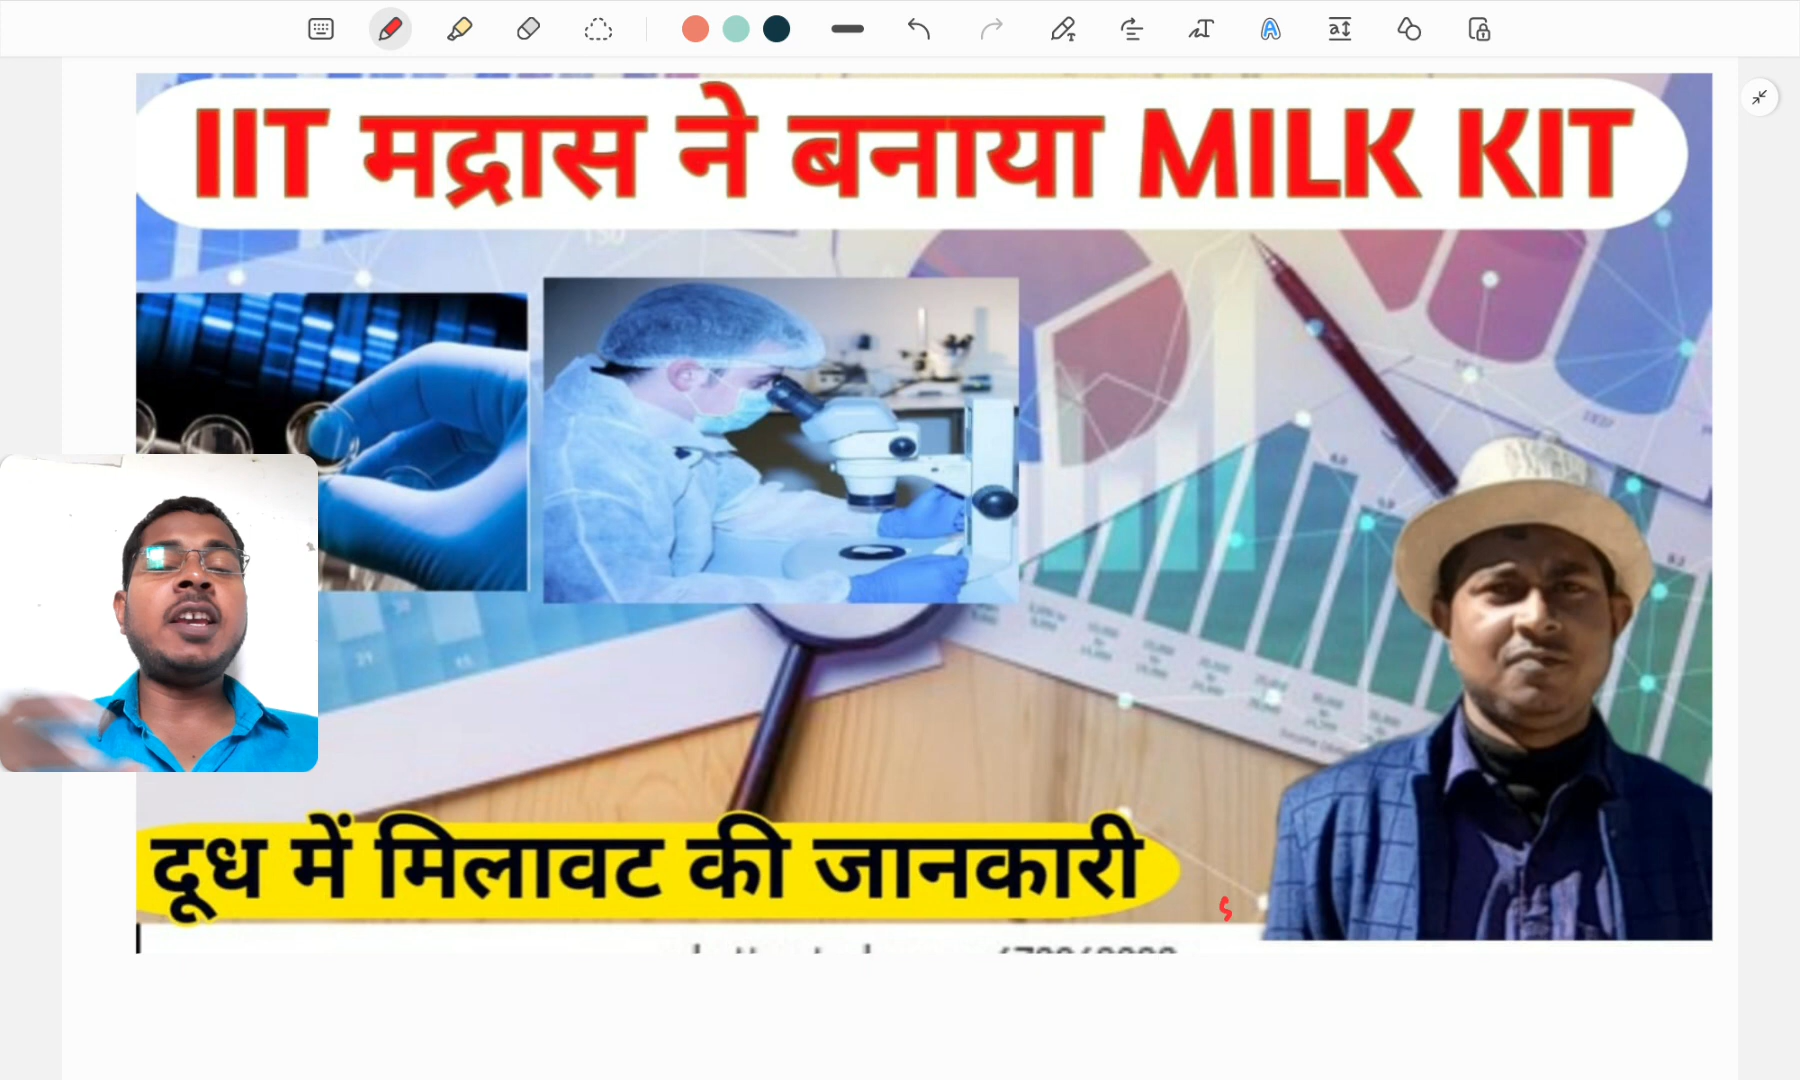 IIT मद्रास ने बनाया MILK KIT
दूध में मिलावट की जानकारी